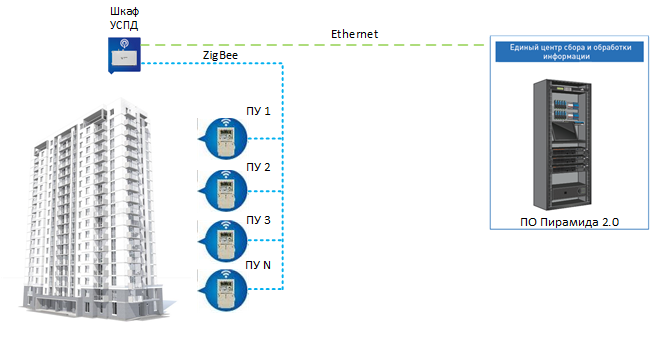 Шкаф
УСПД
Ethernet
ZigBee
Единый центр сбора и обработки
информации
ПУ 1
ПУ 2
ПУ 3
ПУ N
ПО Пирамида 2.0